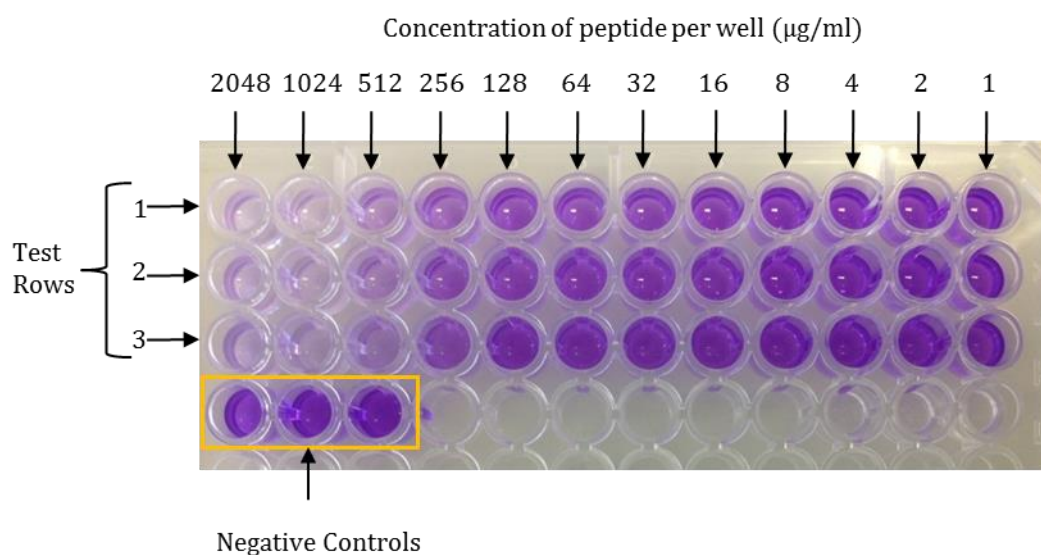 Concentration of peptide per well (µg/ml)
2048 1024 512 256 128 64 32 16 8 4 2 1
1
Test
Rows
2
3
Negative Controls